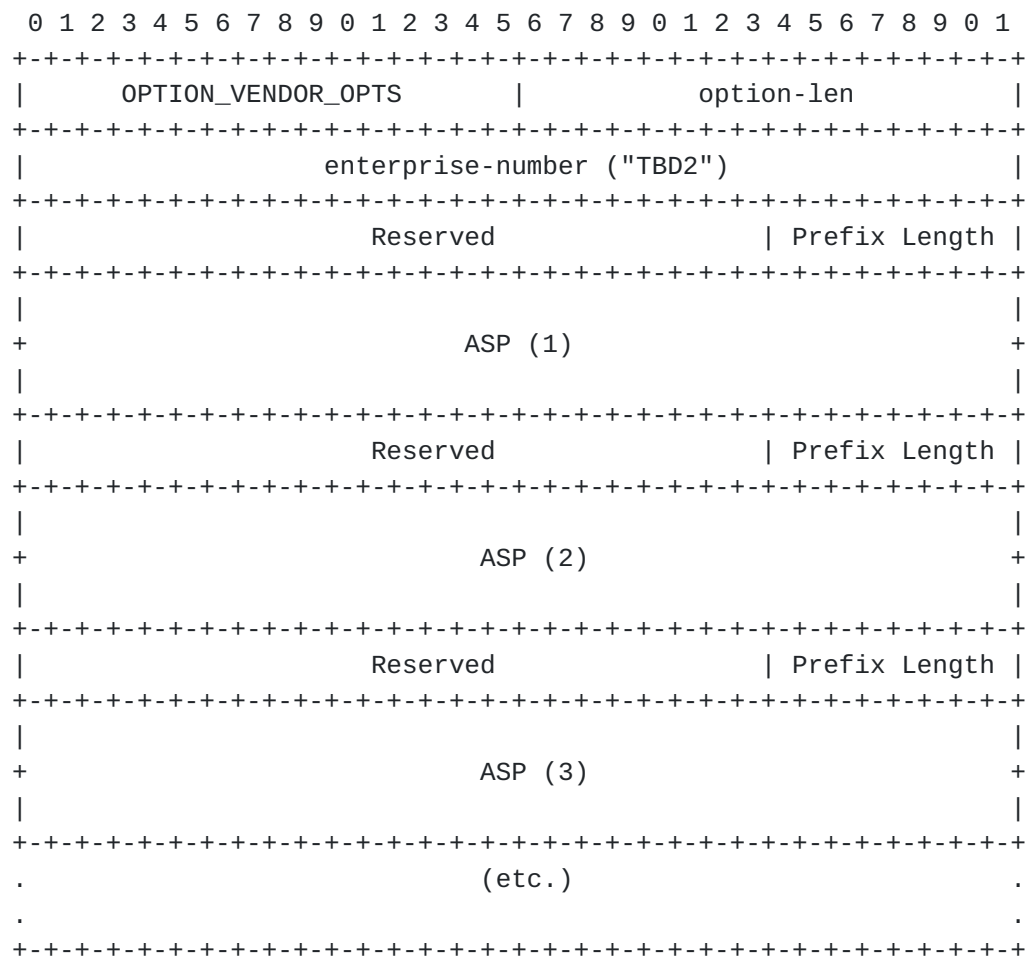 0 1 2 3 4 5 6 7 8 9 0 1 2 3 4 5 6 7 8 9 0 1 2 3 4 5 6 7 8 9 0 1
+-+-+-+-+-+-+-+-+-+-+-+-+-+-+-+-+-+-+-+-+-+-+-+-+-+-+-+-+-+-+-+-+
|      OPTION_VENDOR_OPTS       |           option-len          |
+-+-+-+-+-+-+-+-+-+-+-+-+-+-+-+-+-+-+-+-+-+-+-+-+-+-+-+-+-+-+-+-+
|                   enterprise-number ("TBD2")                  |
+-+-+-+-+-+-+-+-+-+-+-+-+-+-+-+-+-+-+-+-+-+-+-+-+-+-+-+-+-+-+-+-+
|                      Reserved                 | Prefix Length |
+-+-+-+-+-+-+-+-+-+-+-+-+-+-+-+-+-+-+-+-+-+-+-+-+-+-+-+-+-+-+-+-+
|                                                               |
+                            ASP (1)                            +
|                                                               |
+-+-+-+-+-+-+-+-+-+-+-+-+-+-+-+-+-+-+-+-+-+-+-+-+-+-+-+-+-+-+-+-+
|                      Reserved                 | Prefix Length |
+-+-+-+-+-+-+-+-+-+-+-+-+-+-+-+-+-+-+-+-+-+-+-+-+-+-+-+-+-+-+-+-+
|                                                               |
+                             ASP (2)                           +
|                                                               |
+-+-+-+-+-+-+-+-+-+-+-+-+-+-+-+-+-+-+-+-+-+-+-+-+-+-+-+-+-+-+-+-+
|                      Reserved                 | Prefix Length |
+-+-+-+-+-+-+-+-+-+-+-+-+-+-+-+-+-+-+-+-+-+-+-+-+-+-+-+-+-+-+-+-+
|                                                               |
+                             ASP (3)                           +
|                                                               |
+-+-+-+-+-+-+-+-+-+-+-+-+-+-+-+-+-+-+-+-+-+-+-+-+-+-+-+-+-+-+-+-+
.                             (etc.)                            .
.                                                               .
+-+-+-+-+-+-+-+-+-+-+-+-+-+-+-+-+-+-+-+-+-+-+-+-+-+-+-+-+-+-+-+-+